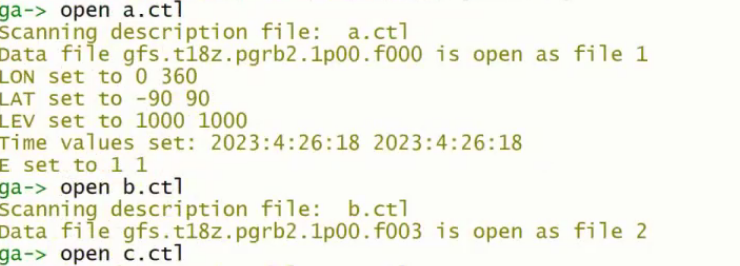 ga-> open a.ctl
Scanning description file:  a.ctl
Data file gfs.t18z.pgrb2.1p00.f000 is open as file 1
LON set to 0 360
LAT set to -90 90
LEV set to 1000 1000
Time values set: 2023:4:26:18 2023:4:26:18
E set to 1 1
ga-> open b.ctl
Scanning description file:  b.ctl
Data file gfs.t18z.pgrb2.1p00.f003 is open as file 2
ga-> open c.ctl